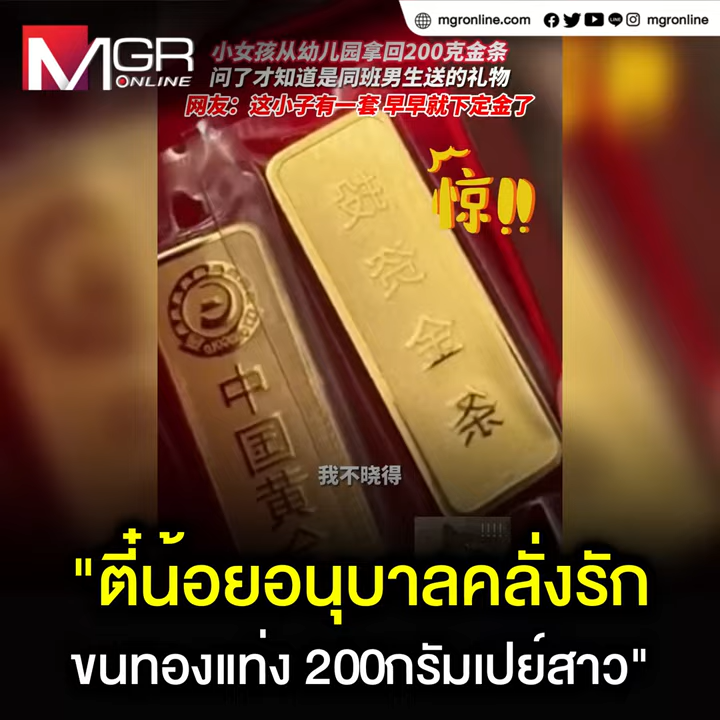 MGR
ONLINE
mgronline.com
mgronline
小女孩从幼儿园拿回200克金条
问了才知道是同班男生送的礼物
网友：这小子有一套 早早就下定金了
惊!!
投资金条
中国黄金
我不晓得
"ตี๋น้อยอนุบาลคลั่งรัก
ขนทองแท่ง 200กรัมเปย์สาว"